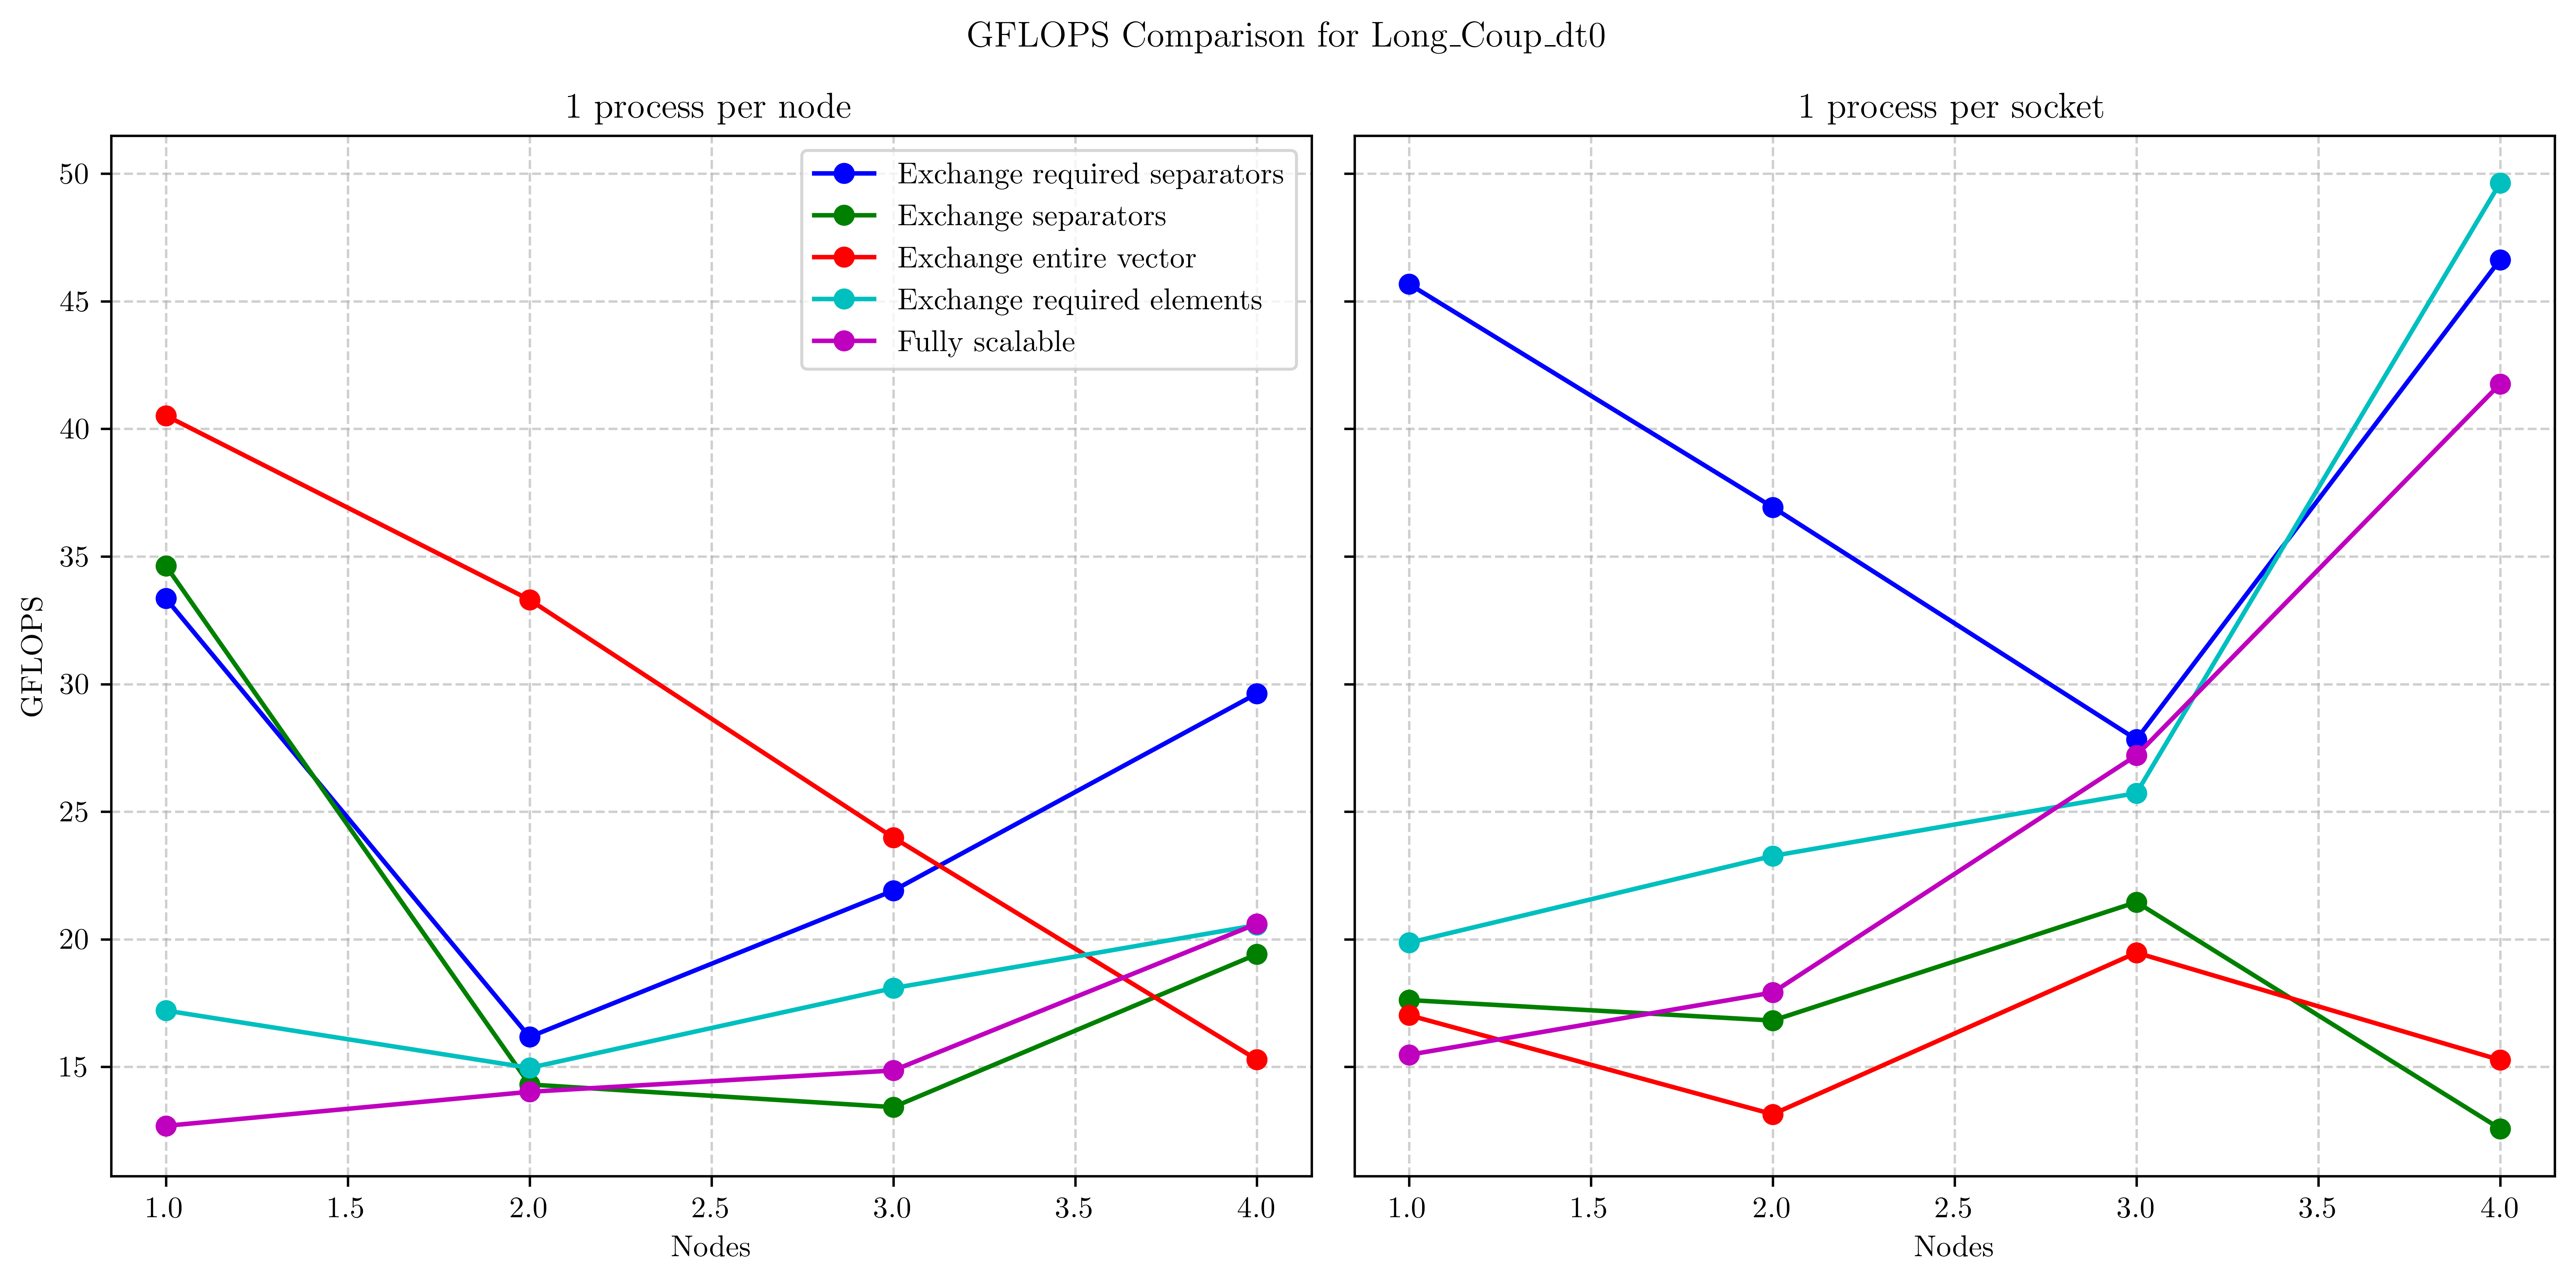 GFLOPS Comparison for Long_Coup_dt0
1 process per node
50
45
40
35
30
25
20
15
GFLOPS
Exchange required separators
Exchange separators
Exchange entire vector
Exchange required elements
Fully scalable
1.0 1.5 2.0 2.5 3.0 3.5 4.0
Nodes
1 process per socket
1.0 1.5 2.0 2.5 3.0 3.5 4.0
Nodes